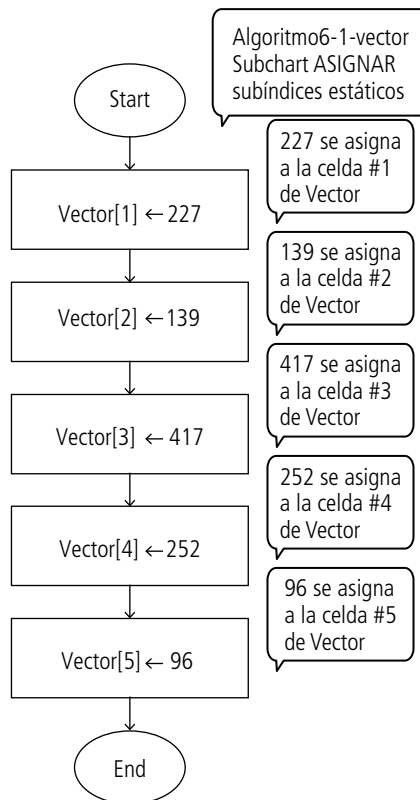 Algoritmo6-1-vector
Subchart ASIGNAR
subíndices estáticos
Start
227 se asigna
a la celda #1
de Vector
Vector[1] ← 227
139 se asigna
a la celda #2
de Vector
Vector[2] ← 139
417 se asigna
a la celda #3
de Vector
Vector[3] ← 417
252 se asigna
a la celda #4
de Vector
Vector[4] ← 252
96 se asigna
a la celda #5
de Vector
Vector[5] ← 96
End